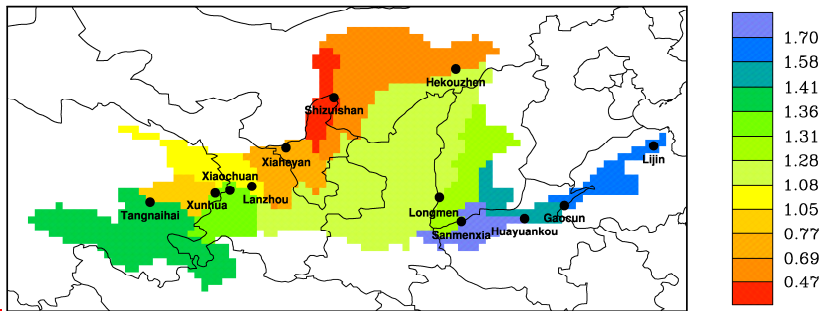 Hekouzhen
Shizuishan
Xiaheyan
Lijin
Xiaochuan
Lanzhou
Xunhua
Tangnaihai
Longmen
Gaocun
Sanmenxia
Huayuankou
1.70
1.58
1.41
1.36
1.31
1.28
1.08
1.05
0.77
0.69
0.47